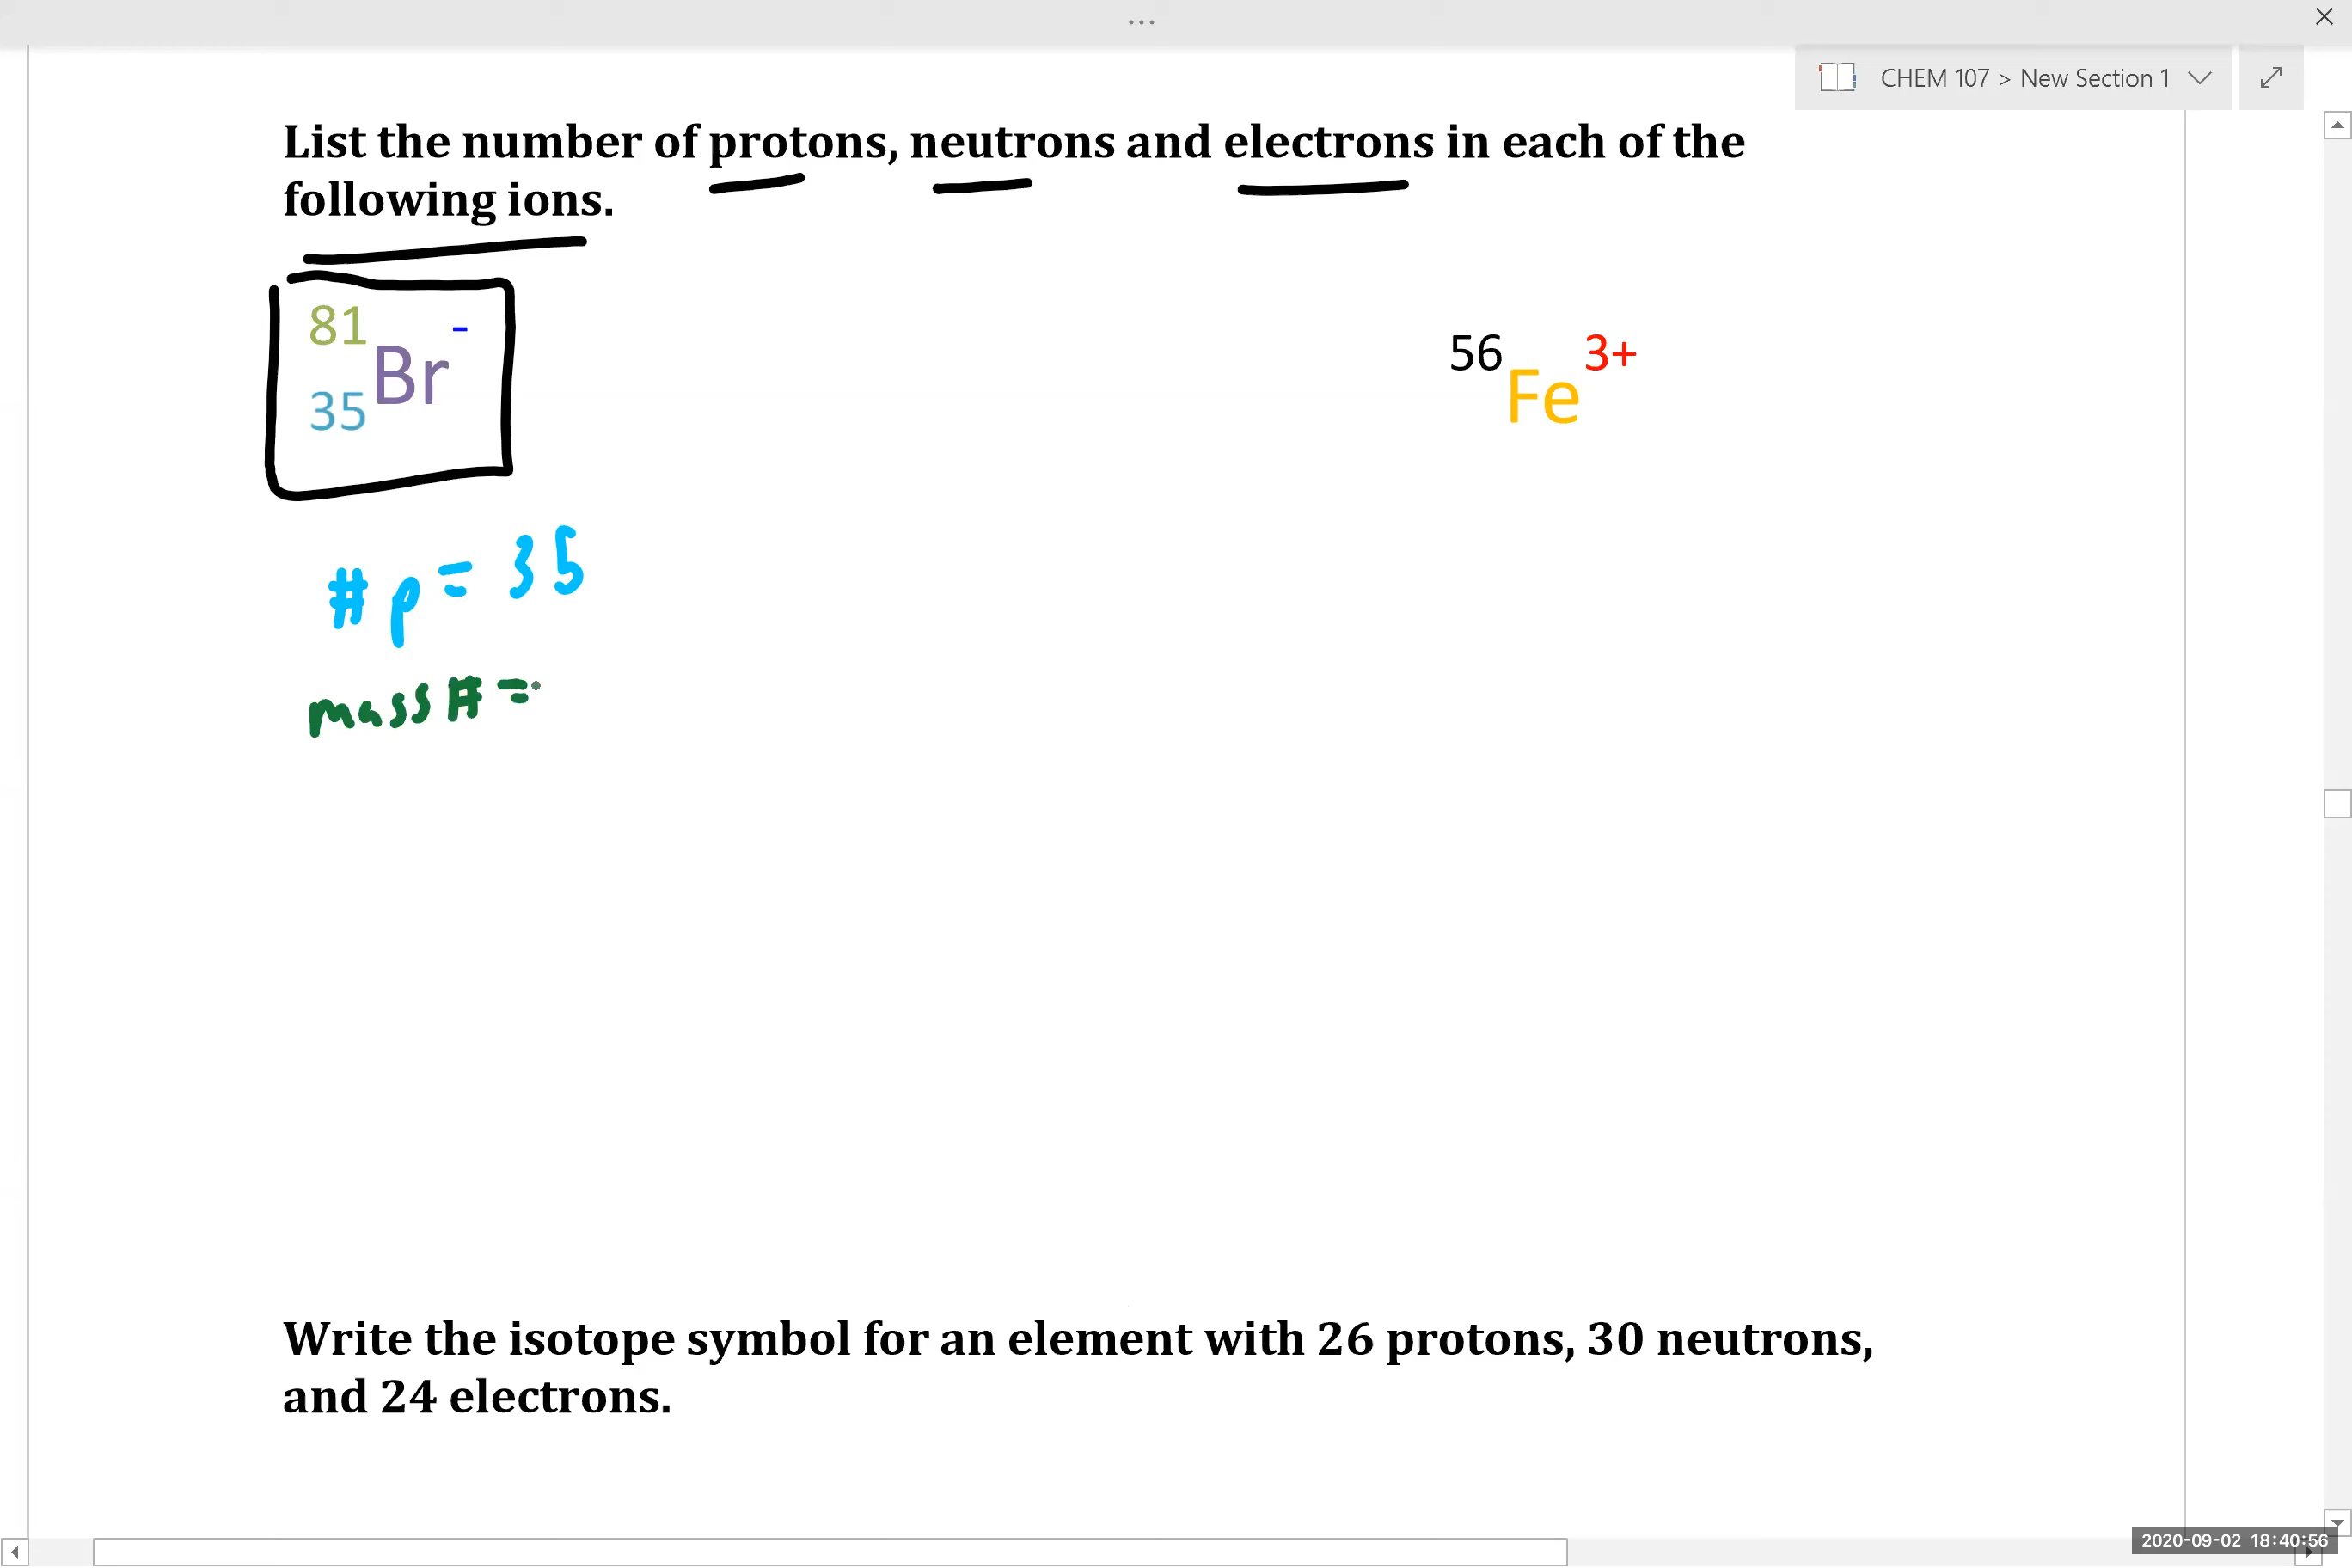 ...
CHEM 107 > New Section 1
List the number of protons, neutrons and electrons in each of the
following ions.
81
35
Br
-
56
Fe
3+
# p = 35
mass # =
Write the isotope symbol for an element with 26 protons, 30 neutrons,
and 24 electrons.
2020-09-02 18:40:56